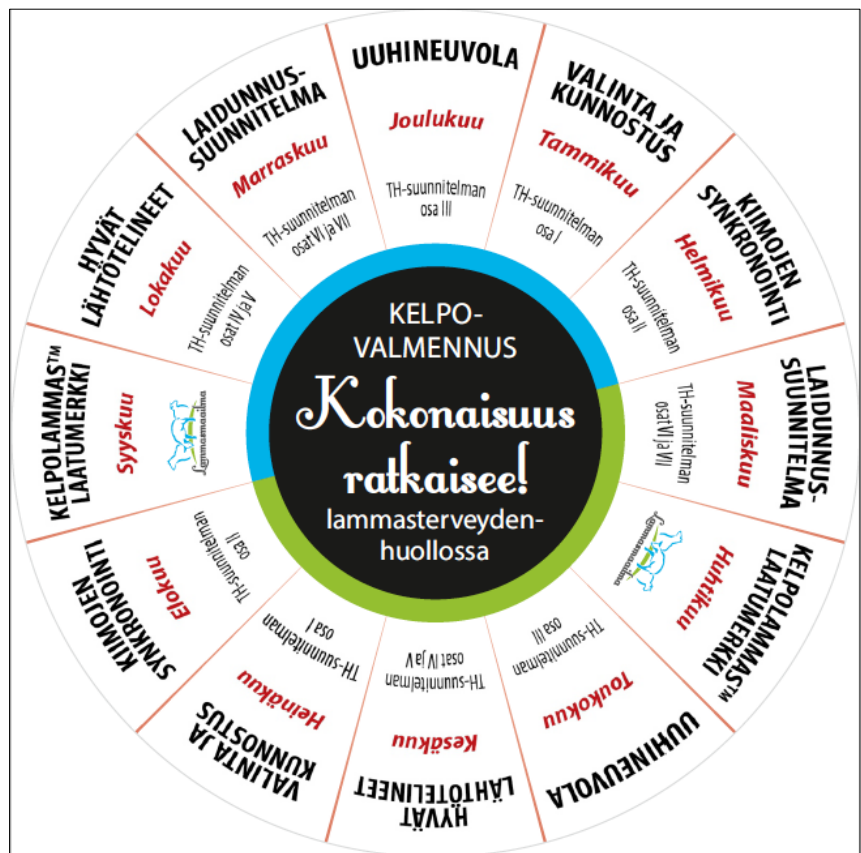 KELPO-
VALMENNUS
Kokonaisuus
ratkaisee!
lammasterveyden-
huollossa
UUHINEUVOLA
Joulukuu
TH-suunnitelman
osa III
VALINTA JA
KUNNOSTUS
Tammikuu
TH-suunnitelman
osa I
KIIMOJEN
SYNKRONOINTI
Helmikuu
TH-suunnitelman
osa II
LAIDUNNUS-
SUUNNITELMA
Maaliskuu
TH-suunnitelman
osat VI ja VII
KELPOLAMMAS™
LAATUMERKKI
Huhtikuu
Lammasmaailma
UUHINEUVOLA
Toukokuu
TH-suunnitelman
osa III
HYVÄT
LÄHTÖTELINEET
Kesäkuu
TH-suunnitelman
osat IV ja V
VALINTA JA
KUNNOSTUS
Heinäkuu
TH-suunnitelman
osa I
KIIMOJEN
SYNKRONOINTI
Elokuu
TH-suunnitelman
osa II
KELPOLAMMAS™
LAATUMERKKI
Syyskuu
Lammasmaailma
HYVÄT
LÄHTÖTELINEET
Lokakuu
TH-suunnitelman
osat IV ja V
LAIDUNNUS-
SUUNNITELMA
Marraskuu
TH-suunnitelman
osat VI ja VII